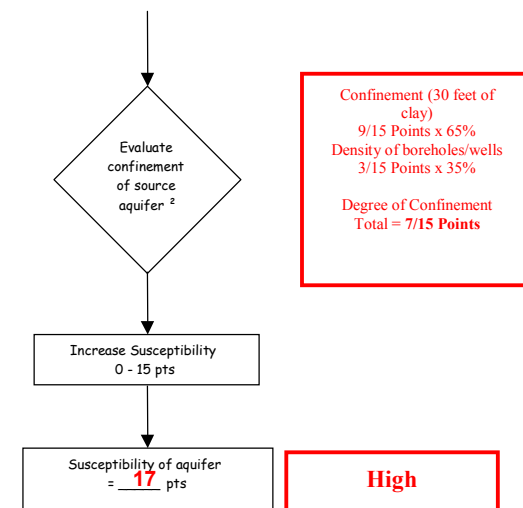 Evaluate
confinement
of source
aquifer ²
Confinement (30 feet of
clay)
9/15 Points x 65%
Density of boreholes/wells
3/15 Points x 35%
Degree of Confinement
Total = 7/15 Points
Increase Susceptibility
0 - 15 pts
Susceptibility of aquifer
= __17__ pts
High